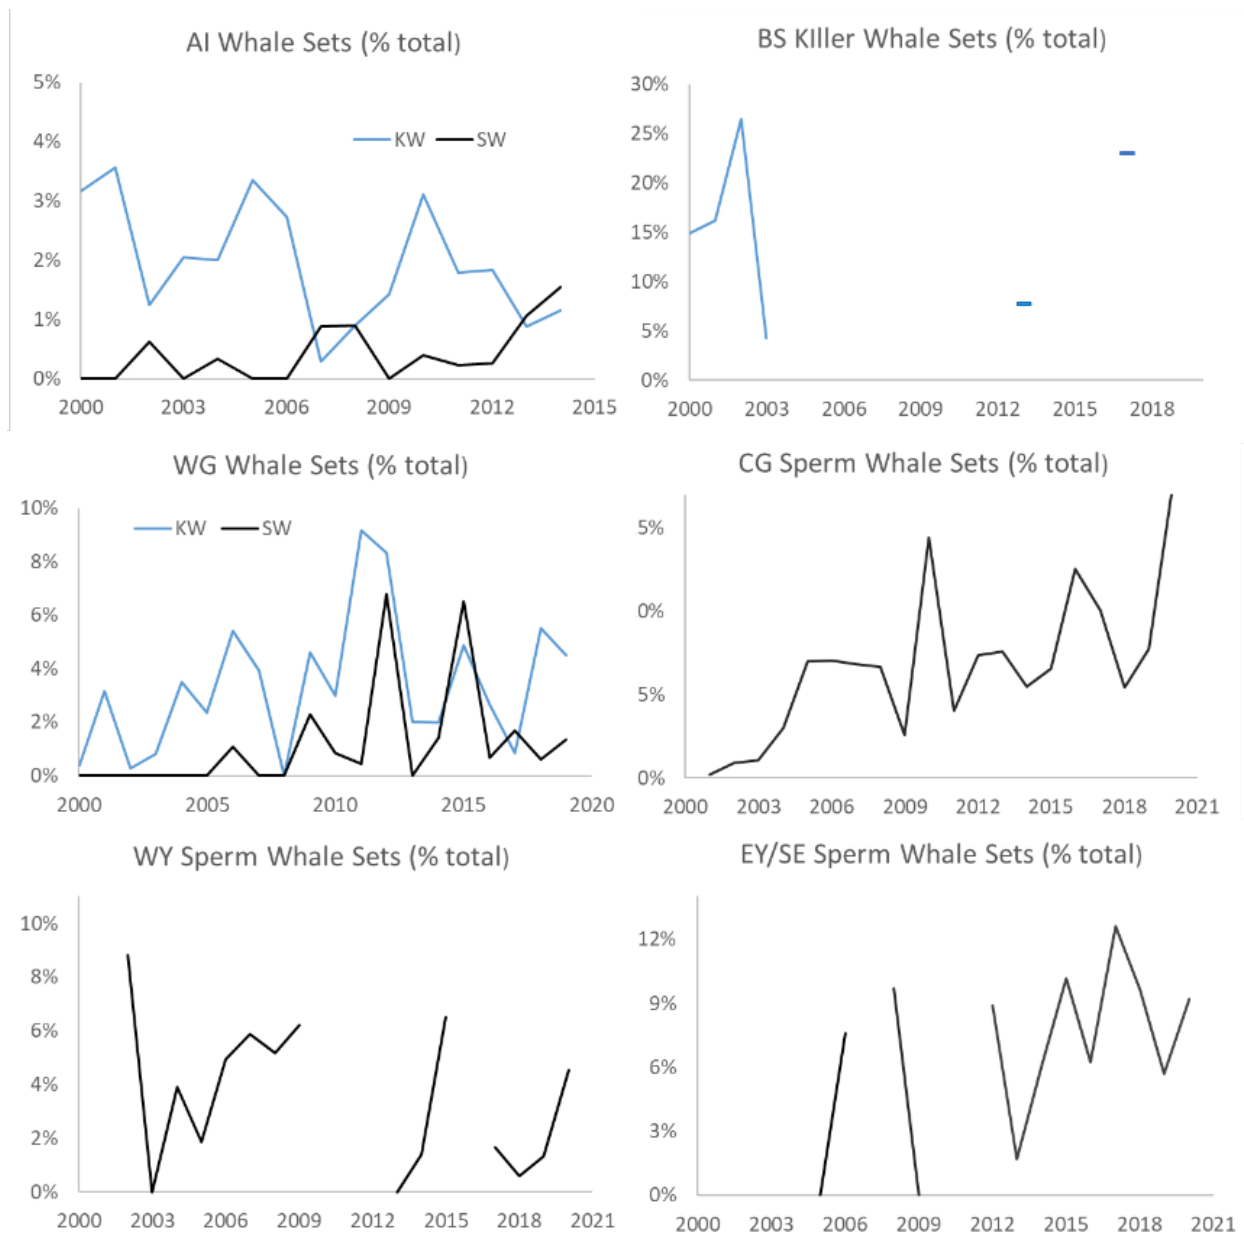 AI Whale Sets (% total)
5%
4%
KW SW
3%
2%
1%
0%
2000 2003 2006 2009 2012 2015
BS KIller Whale Sets (% total)
30%
25%
20%
15%
10%
5%
0%
2000 2003 2006 2009 2012 2015 2018
WG Whale Sets (% total)
10%
KW SW
8%
6%
4%
2%
0%
2000 2005 2010 2015 2020
CG Sperm Whale Sets (% total)
5%
0%
5%
0%
2000 2003 2006 2009 2012 2015 2018 2021
WY Sperm Whale Sets (% total)
10%
8%
6%
4%
2%
0%
2000 2003 2006 2009 2012 2015 2018 2021
EY/SE Sperm Whale Sets (% total)
12%
9%
6%
3%
0%
2000 2003 2006 2009 2012 2015 2018 2021